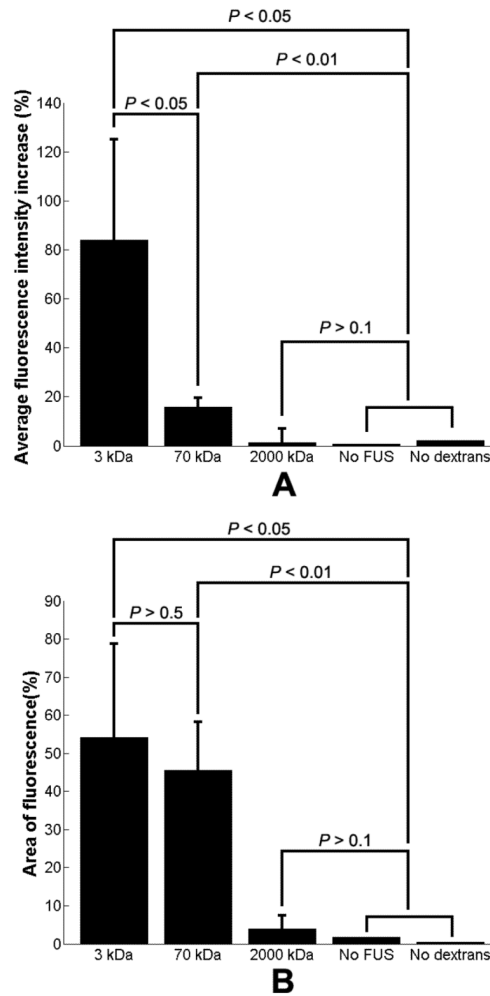 P < 0.05
P < 0.01
P < 0.05
P > 0.1
Average fluorescence intensity increase (%)
140
120
100
80
60
40
20
0
3 kDa 70 kDa 2000 kDa No FUS No dextrans
A
P < 0.05
P < 0.01
P > 0.5
P > 0.1
Area of fluorescence(%)
90
80
70
60
50
40
30
20
10
0
3 kDa 70 kDa 2000 kDa No FUS No dextrans
B